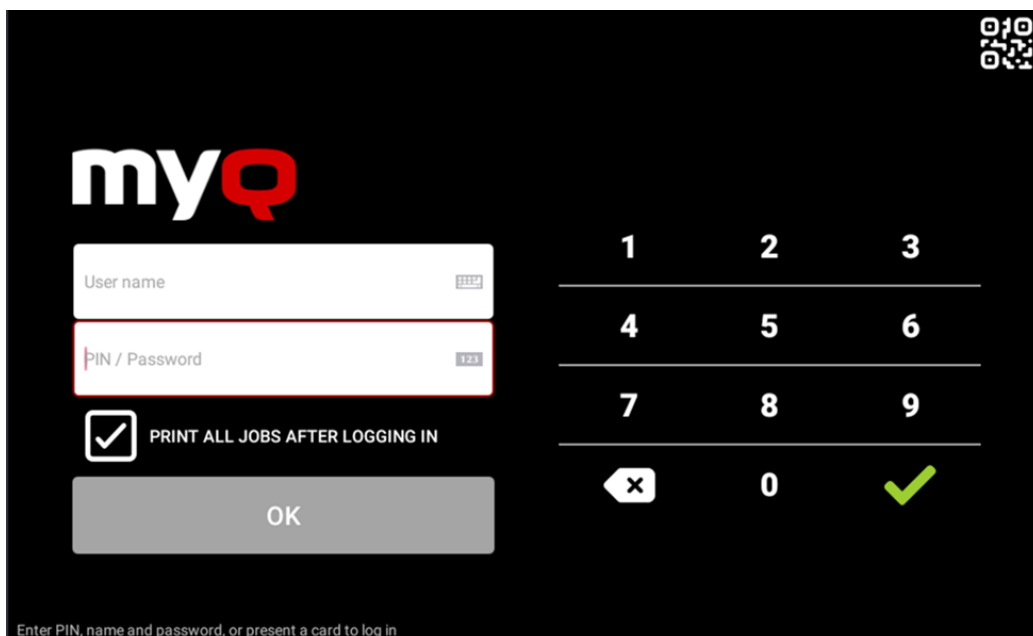 myQ
User name
PIN / Password
123
PRINT ALL JOBS AFTER LOGGING IN
OK
1 2 3
4 5 6
7 8 9
0
Enter PIN, name and password, or present a card to log in